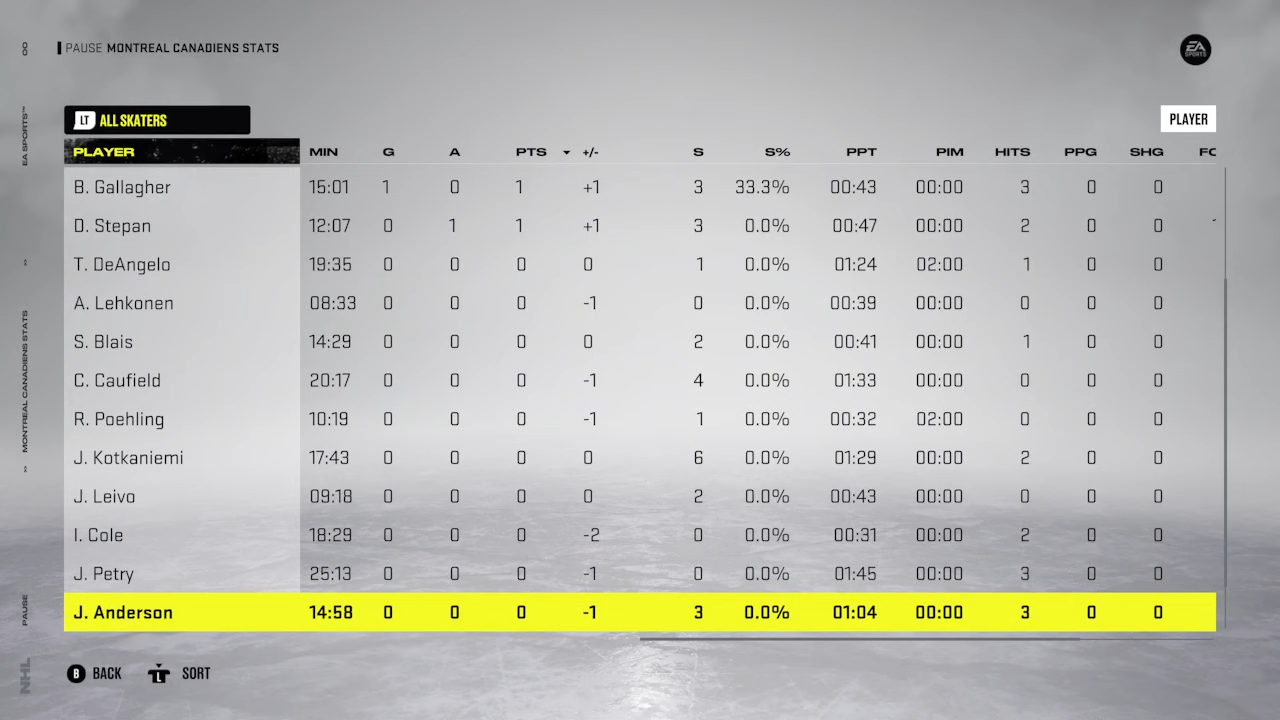 PAUSE MONTREAL CANADIENS STATS
EA SPORTS
LT ALL SKATERS
PLAYER
PLAYER MIN G A PTS +/- S S% PPT PIM HITS PPG SHG FO
B. Gallagher 15:01 1 0 1 +1 3 33.3% 00:43 00:00 3 0 0
D. Stepan 12:07 0 1 1 +1 3 0.0% 00:47 00:00 2 0 0
T. DeAngelo 19:35 0 0 0 0 1 0.0% 01:24 02:00 1 0 0
A. Lehkonen 08:33 0 0 0 -1 0 0.0% 00:39 00:00 0 0 0
S. Blais 14:29 0 0 0 0 2 0.0% 00:41 00:00 1 0 0
C. Caufield 20:17 0 0 0 -1 4 0.0% 01:33 00:00 0 0 0
R. Poehling 10:19 0 0 0 -1 1 0.0% 00:32 02:00 0 0 0
J. Kotkaniemi 17:43 0 0 0 0 6 0.0% 01:29 00:00 2 0 0
J. Leivo 09:18 0 0 0 0 2 0.0% 00:43 00:00 0 0 0
I. Cole 18:29 0 0 0 -2 0 0.0% 00:31 00:00 2 0 0
J. Petry 25:13 0 0 0 -1 0 0.0% 01:45 00:00 3 0 0
J. Anderson 14:58 0 0 0 -1 3 0.0% 01:04 00:00 3 0 0
B BACK L SORT
NHL PAUSE >> MONTREAL CANADIENS STATS >> EA SPORTS™